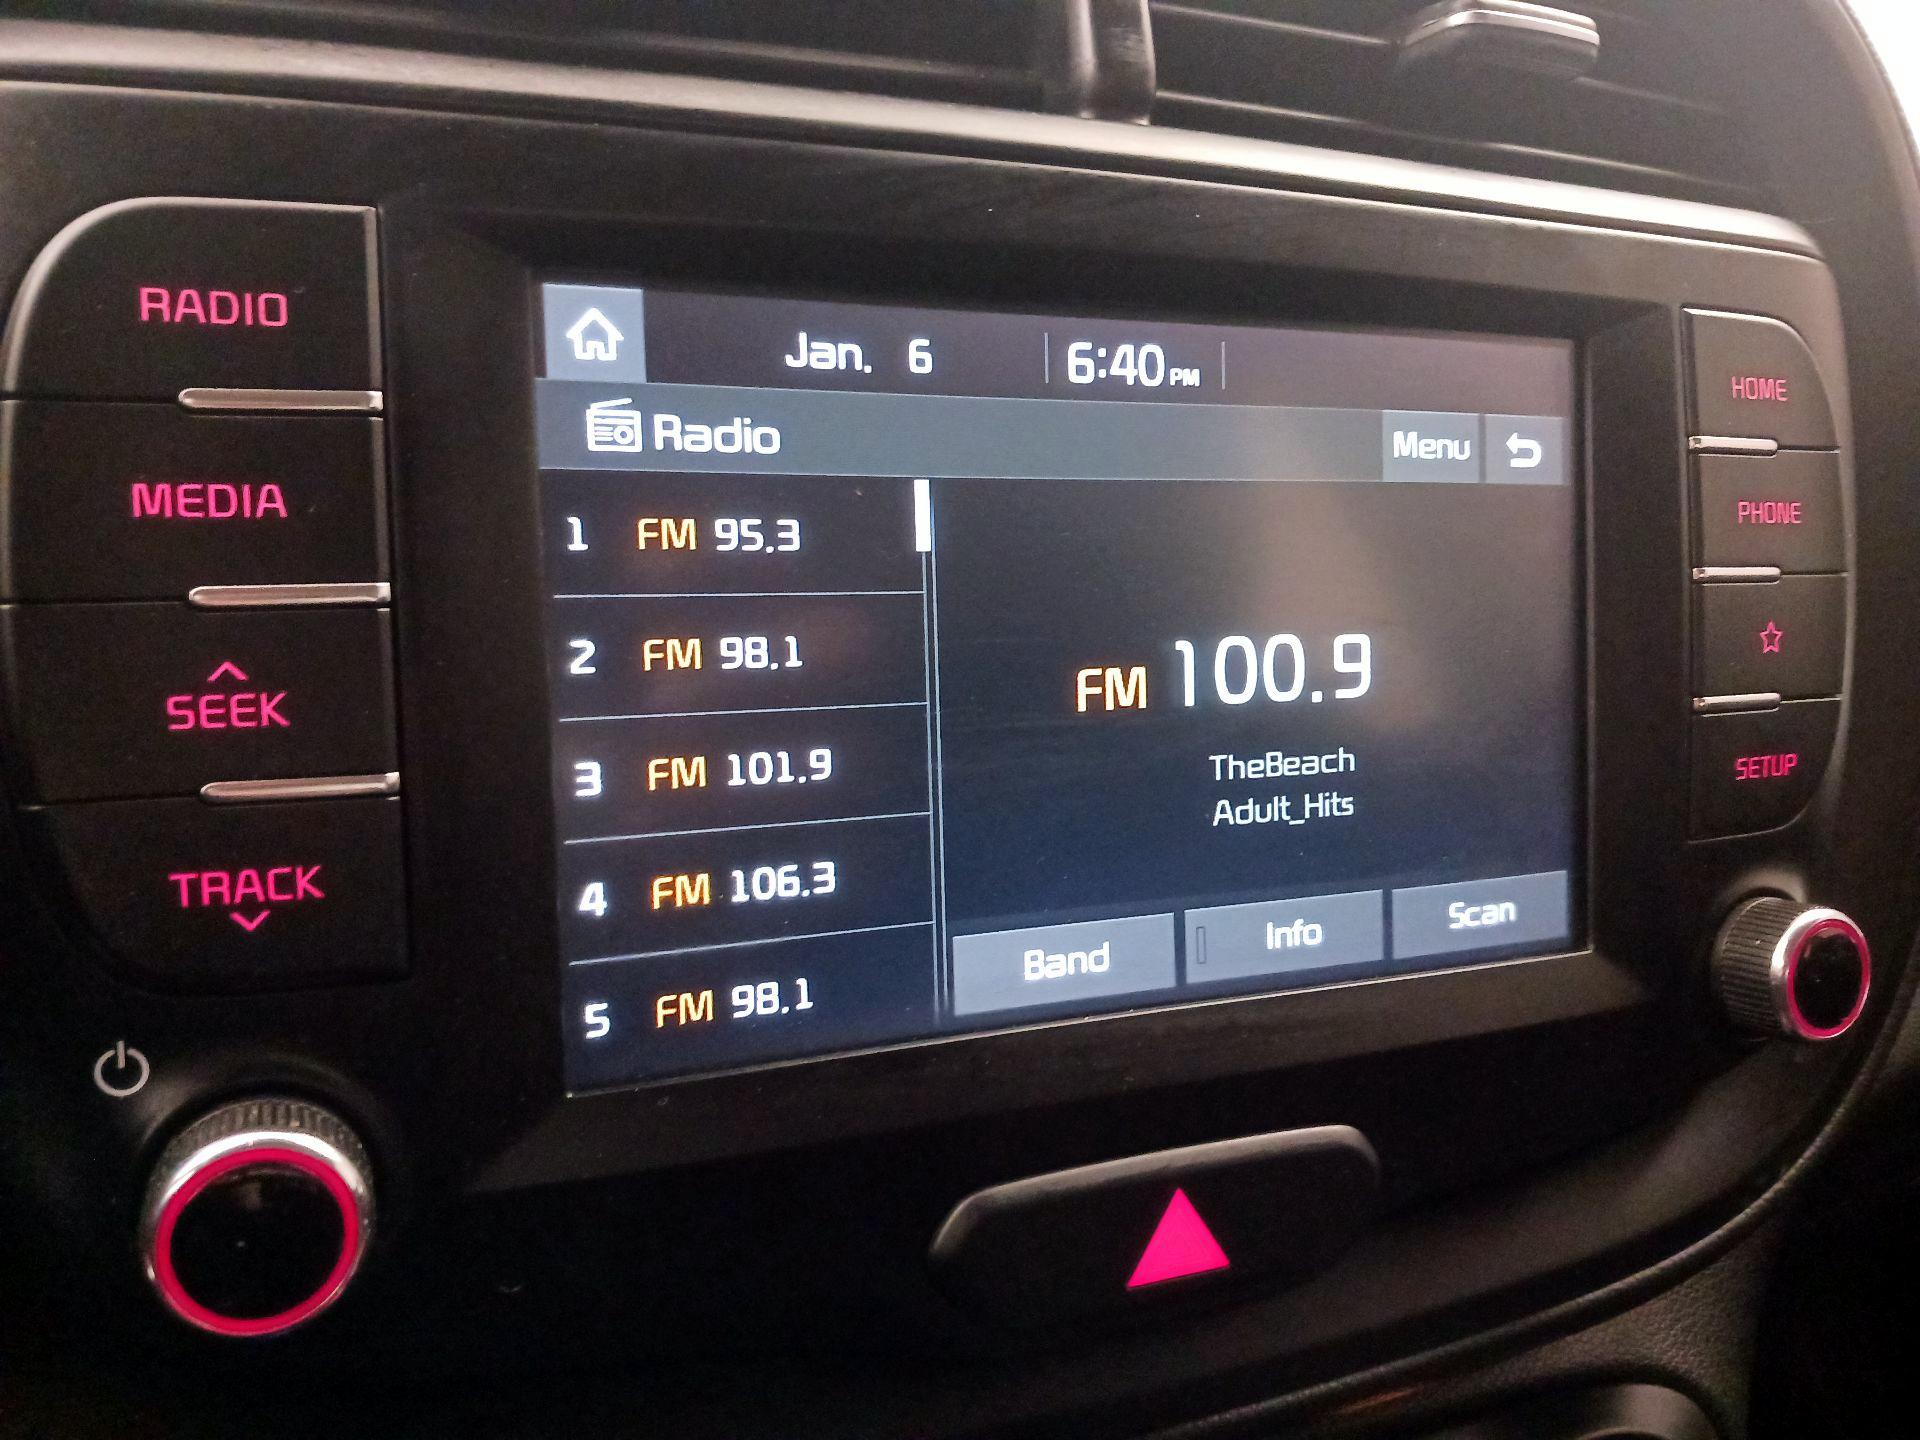 RADIO
MEDIA
SEEK
TRACK
Jan. 6 6:40 PM
Radio
Menu
1 FM 95.3
2 FM 98.1
3 FM 101.9
4 FM 106.3
5 FM 98.1
FM 100.9
TheBeach
Adult_Hits
Band
Info
Scan
HOME
PHONE
SETUP